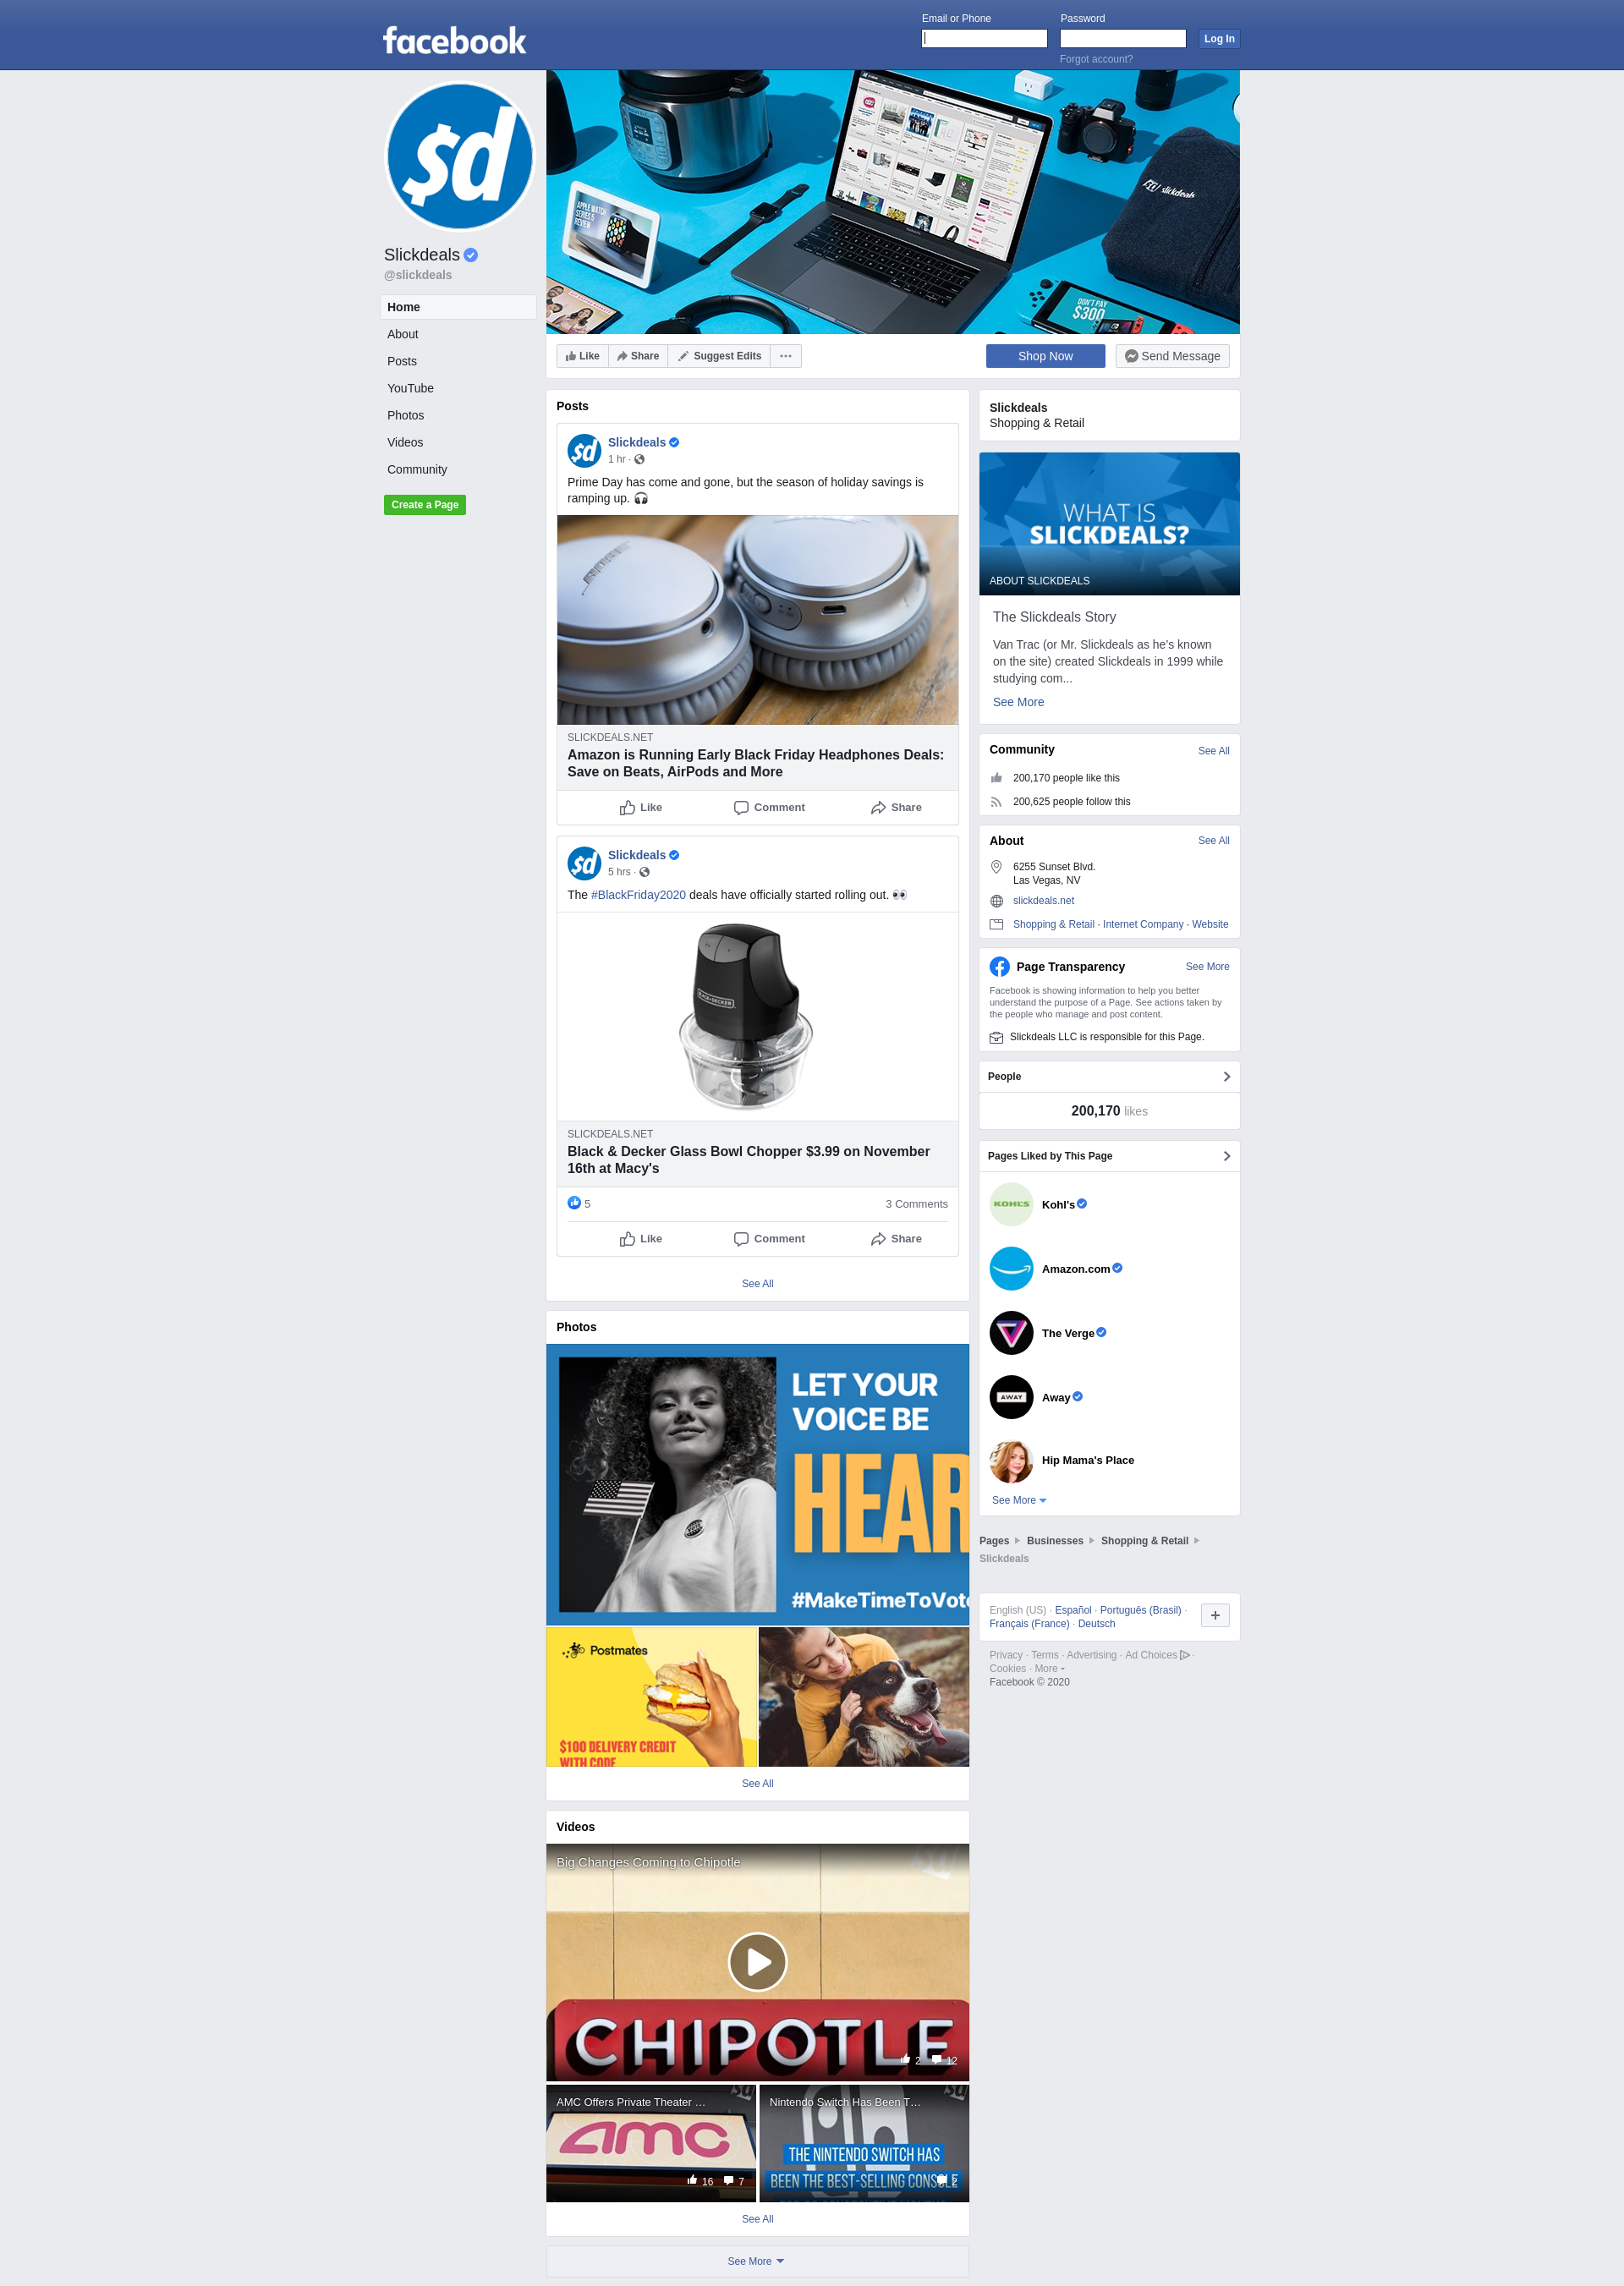 facebook
Email or Phone
Password
Log In
Forgot account?
$d
Slickdeals
@slickdeals
Home
About
Posts
YouTube
Photos
Videos
Community
Create a Page
APPLE WATCH
SERIES 5
REVIEW
slickdeals
DON'T PAY
$300
Like
Share
Suggest Edits
Shop Now
Send Message
Posts
Slickdeals
1 hr ·
Prime Day has come and gone, but the season of holiday savings is
ramping up. 🎧
SLICKDEALS.NET
Amazon is Running Early Black Friday Headphones Deals:
Save on Beats, AirPods and More
Like
Comment
Share
Slickdeals
5 hrs ·
The #BlackFriday2020 deals have officially started rolling out. 👀
BLACK+DECKER
SLICKDEALS.NET
Black & Decker Glass Bowl Chopper $3.99 on November
16th at Macy's
5
3 Comments
Like
Comment
Share
See All
Photos
LET YOUR
VOICE BE
HEAR
#MakeTimeToVote
Postmates
$100 DELIVERY CREDIT
WITH CODE
See All
Videos
Big Changes Coming to Chipotle
CHIPOTLE
2
12
AMC Offers Private Theater …
amc
16
7
Nintendo Switch Has Been T…
THE NINTENDO SWITCH HAS
BEEN THE BEST-SELLING CONSOLE
See All
See More
Slickdeals
Shopping & Retail
WHAT IS
SLICKDEALS?
ABOUT SLICKDEALS
The Slickdeals Story
Van Trac (or Mr. Slickdeals as he's known
on the site) created Slickdeals in 1999 while
studying com...
See More
Community
See All
200,170 people like this
200,625 people follow this
About
See All
6255 Sunset Blvd.
Las Vegas, NV
slickdeals.net
Shopping & Retail · Internet Company · Website
Page Transparency
See More
Facebook is showing information to help you better
understand the purpose of a Page. See actions taken by
the people who manage and post content.
Slickdeals LLC is responsible for this Page.
People
200,170 likes
Pages Liked by This Page
KOHL'S
Kohl's
Amazon.com
The Verge
AWAY
Away
Hip Mama's Place
See More
Pages
Businesses
Shopping & Retail
Slickdeals
English (US) · Español · Português (Brasil) ·
Français (France) · Deutsch
Privacy · Terms · Advertising · Ad Choices ·
Cookies · More
Facebook © 2020